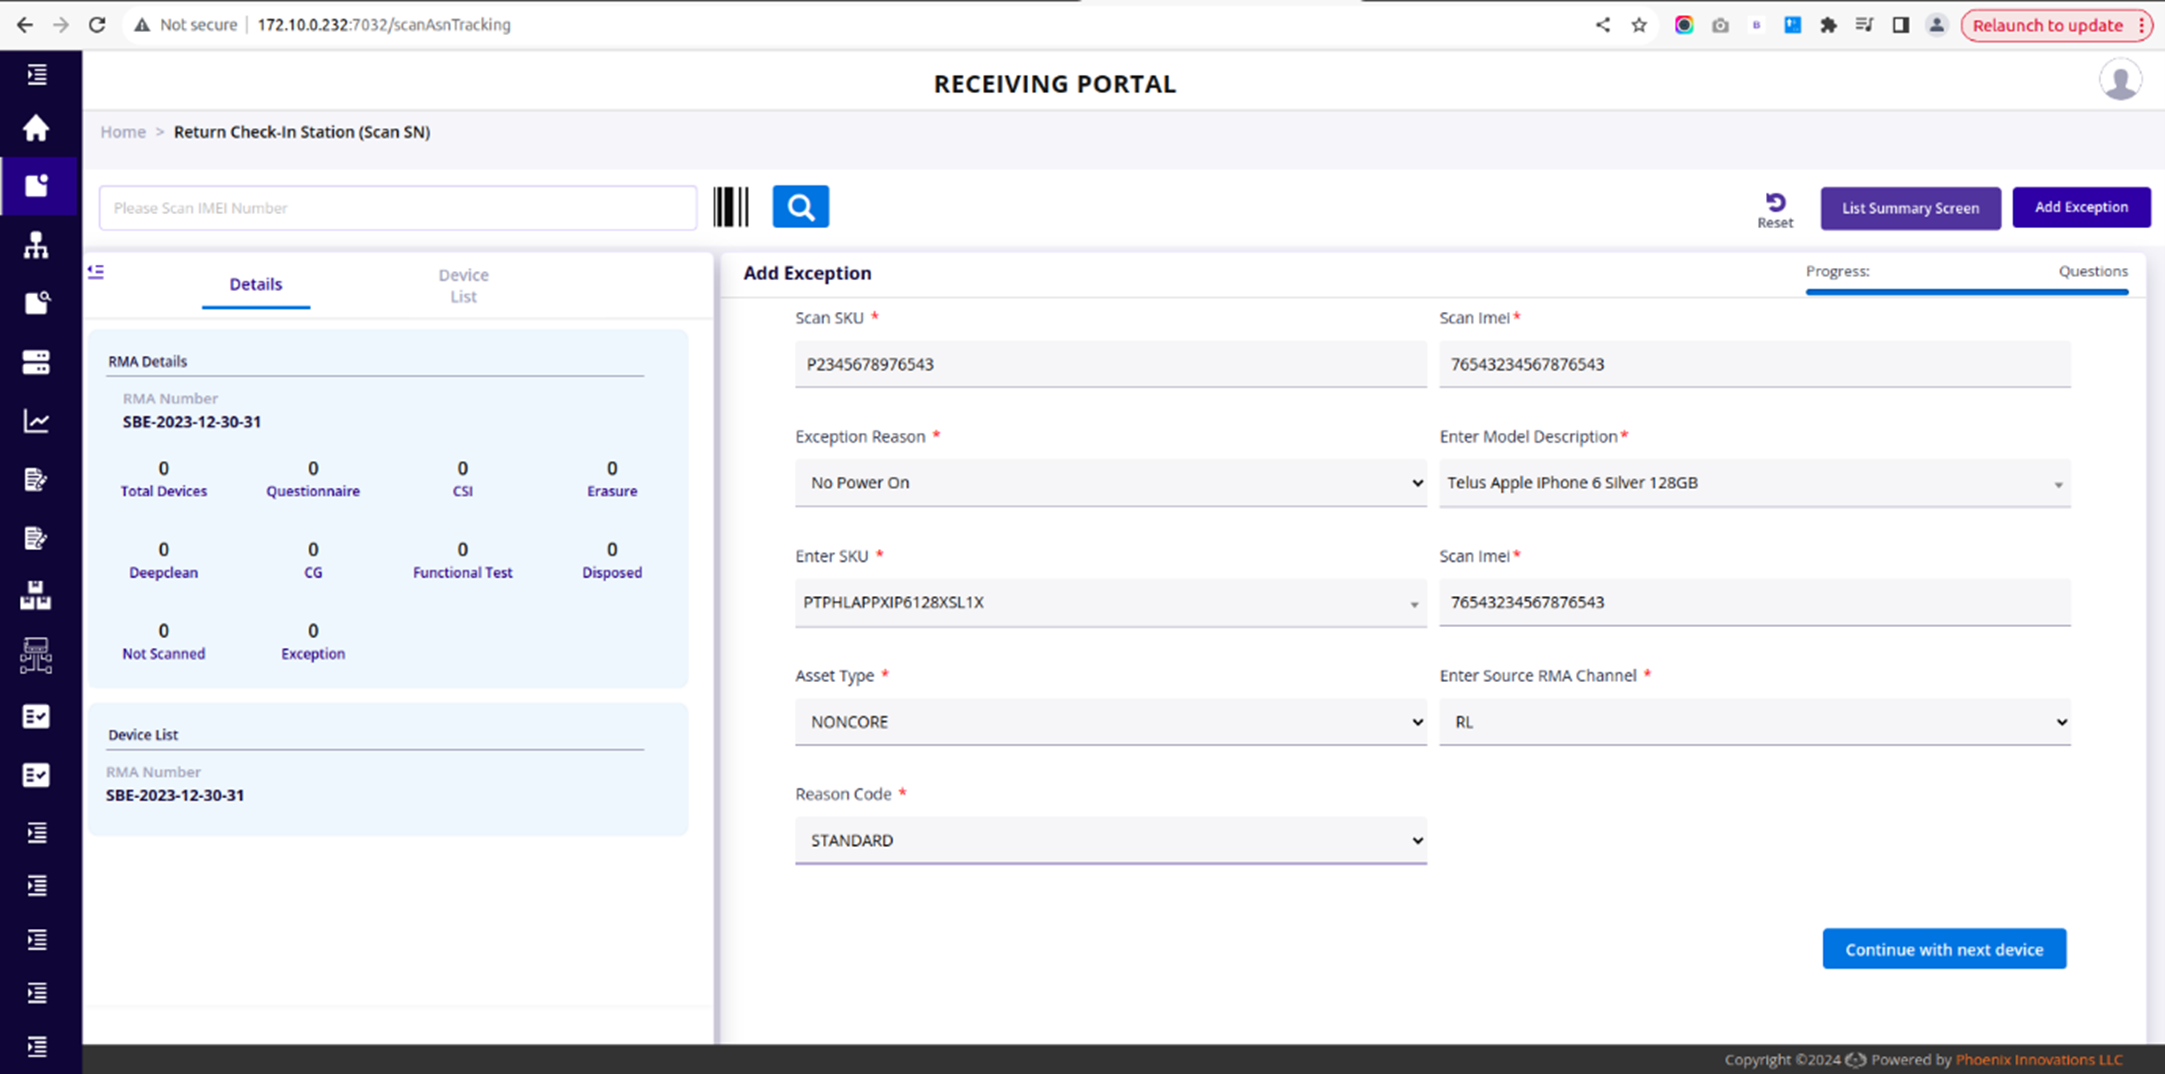 Not secure | 172.10.0.232:7032/scanAsnTracking
Relaunch to update
RECEIVING PORTAL
Home > Return Check-In Station (Scan SN)
Please Scan IMEI Number
Reset
List Summary Screen
Add Exception
Details
Device
List
RMA Details
RMA Number
SBE-2023-12-30-31
0 0 0 0
Total Devices Questionnaire CSI Erasure
0 0 0 0
Deepclean CG Functional Test Disposed
0 0
Not Scanned Exception
Device List
RMA Number
SBE-2023-12-30-31
Add Exception
Progress: Questions
Scan SKU * Scan Imei*
P2345678976543 76543234567876543
Exception Reason * Enter Model Description*
No Power On Telus Apple IPhone 6 Silver 128GB
Enter SKU * Scan Imei*
PTPHLAPPXIP6128XSL1X 76543234567876543
Asset Type * Enter Source RMA Channel *
NONCORE RL
Reason Code *
STANDARD
Continue with next device
Copyright ©2024 Powered by Phoenix Innovations LLC